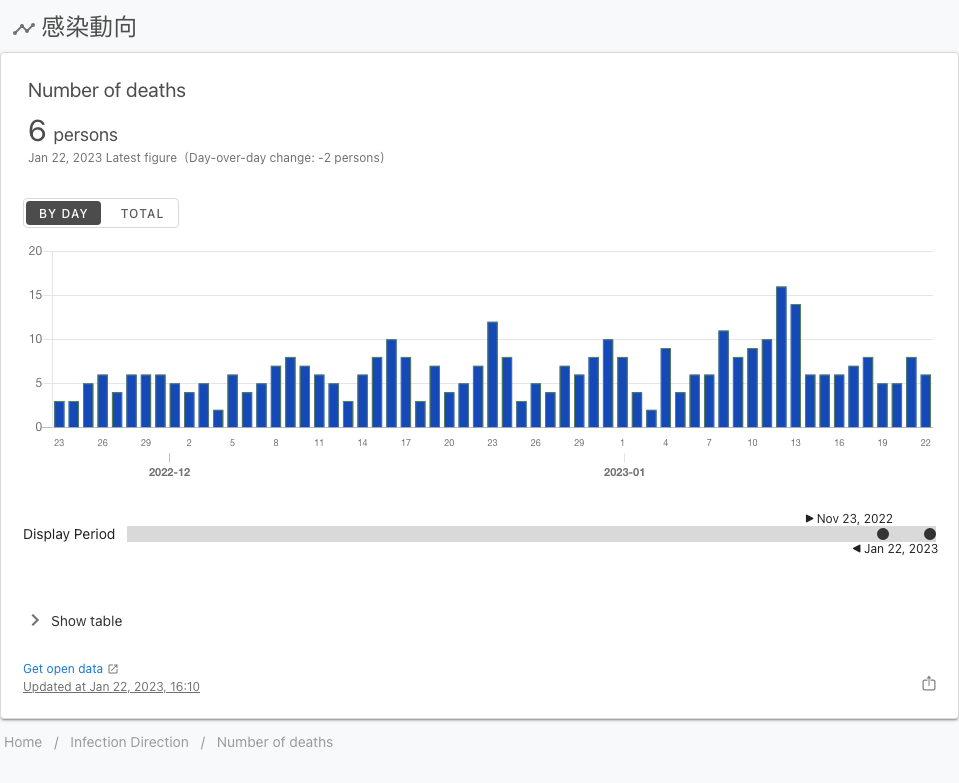 感染動向
Number of deaths
6 persons
Jan 22, 2023 Latest figure (Day-over-day change: -2 persons)
BY DAY TOTAL
20
15
10
5
0
23 26 29 2 5 8 11 14 17 20 23 26 29 1 4 7 10 13 16 19 22
2022-12 2023-01
Nov 23, 2022
Display Period
Jan 22, 2023
Show table
Get open data
Updated at Jan 22, 2023, 16:10
Home / Infection Direction / Number of deaths